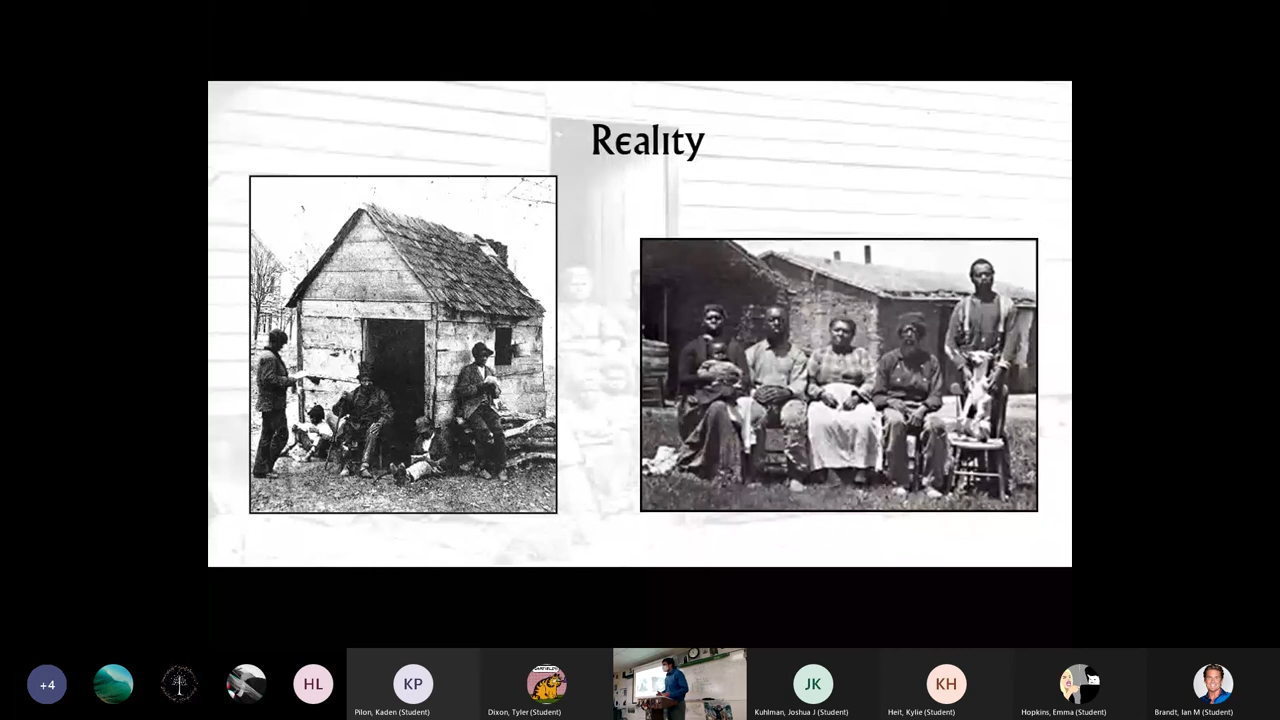 Reality
+4
HL
KP
JK
KH
Pilon, Kaden (Student)
Dixon, Tyler (Student)
Kuhlman, Joshua J (Student)
Heit, Kylie (Student)
Hopkins, Emma (Student)
Brandt, Ian M (Student)
GARFIELD